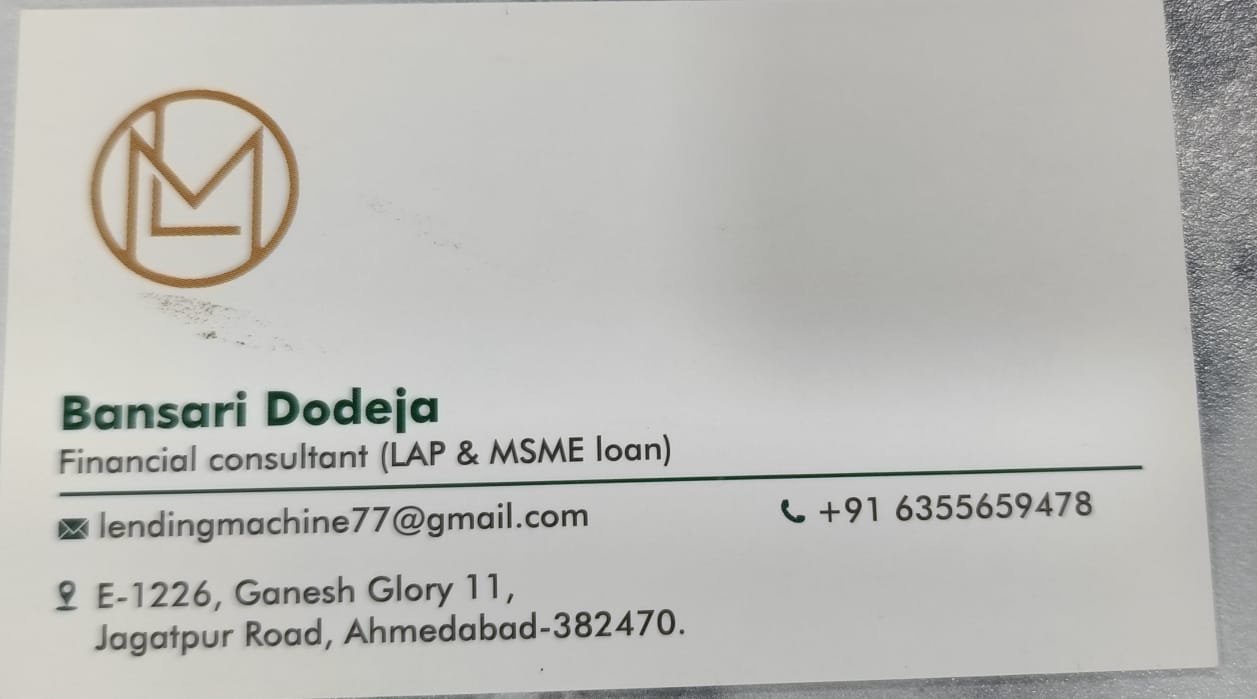 LM
Bansari Dodeja
Financial consultant (LAP & MSME loan)
lendingmachine77@gmail.com
+91 6355659478
E-1226, Ganesh Glory 11,
Jagatpur Road, Ahmedabad-382470.